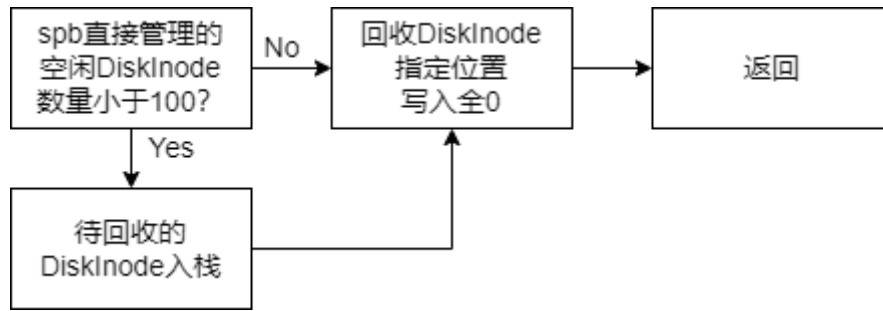 spb直接管理的
空闲DiskInode
数量小于100？
No
回收DiskInode
指定位置
写入全0
返回
Yes
待回收的
DiskInode入栈